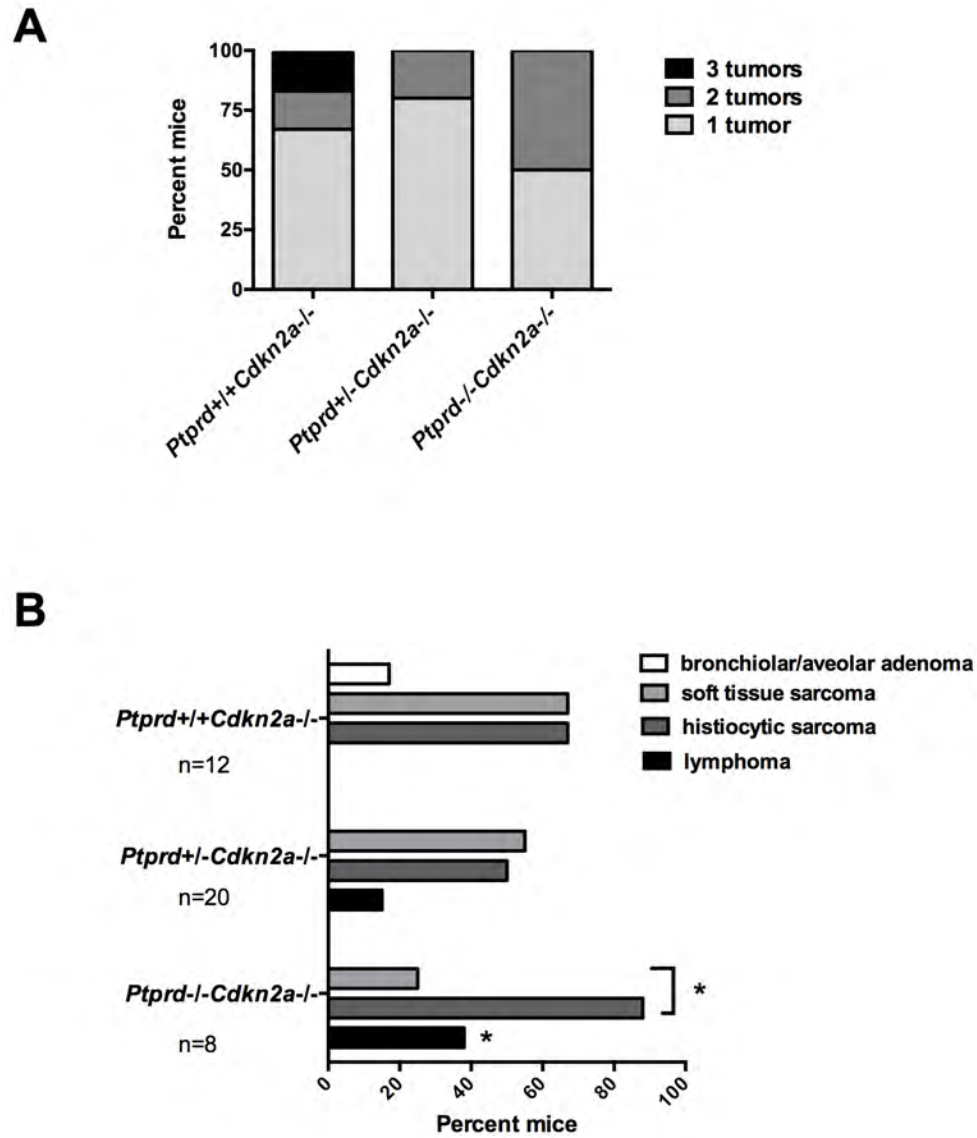 A
100
75
50
25
0
Percent mice
3 tumors
2 tumors
1 tumor
Ptprd+/+Cdkn2a-/-
Ptprd+/-Cdkn2a-/-
Ptprd-/-Cdkn2a-/-
B
bronchiolar/aveolar adenoma
soft tissue sarcoma
histiocytic sarcoma
lymphoma
Ptprd+/+Cdkn2a-/-
n=12
Ptprd+/-Cdkn2a-/-
n=20
Ptprd-/-Cdkn2a-/-
n=8
*
*
0 20 40 60 80 100
Percent mice